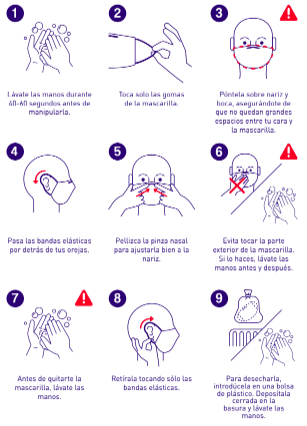 1
Lávate las manos durante
40-60 segundos antes de
manipularla.
2
Toca solo las gomas
de la mascarilla.
3
Póntela sobre nariz y
boca, asegurándote de
que no quedan grandes
espacios entre tu cara y
la mascarilla.
4
Pasa las bandas elásticas
por detrás de tus orejas.
5
Pellizca la pinza nasal
para ajustarla bien a la
nariz.
6
Evita tocar la parte
exterior de la mascarilla.
Si lo haces, lávate las
manos antes y después.
7
Antes de quitarte la
mascarilla, lávate las
manos.
8
Retírala tocando sólo las
bandas elásticas.
9
Para desecharla,
introdúcela en una bolsa
de plástico. Deposítala
cerrada en la
basura y lávate las
manos.